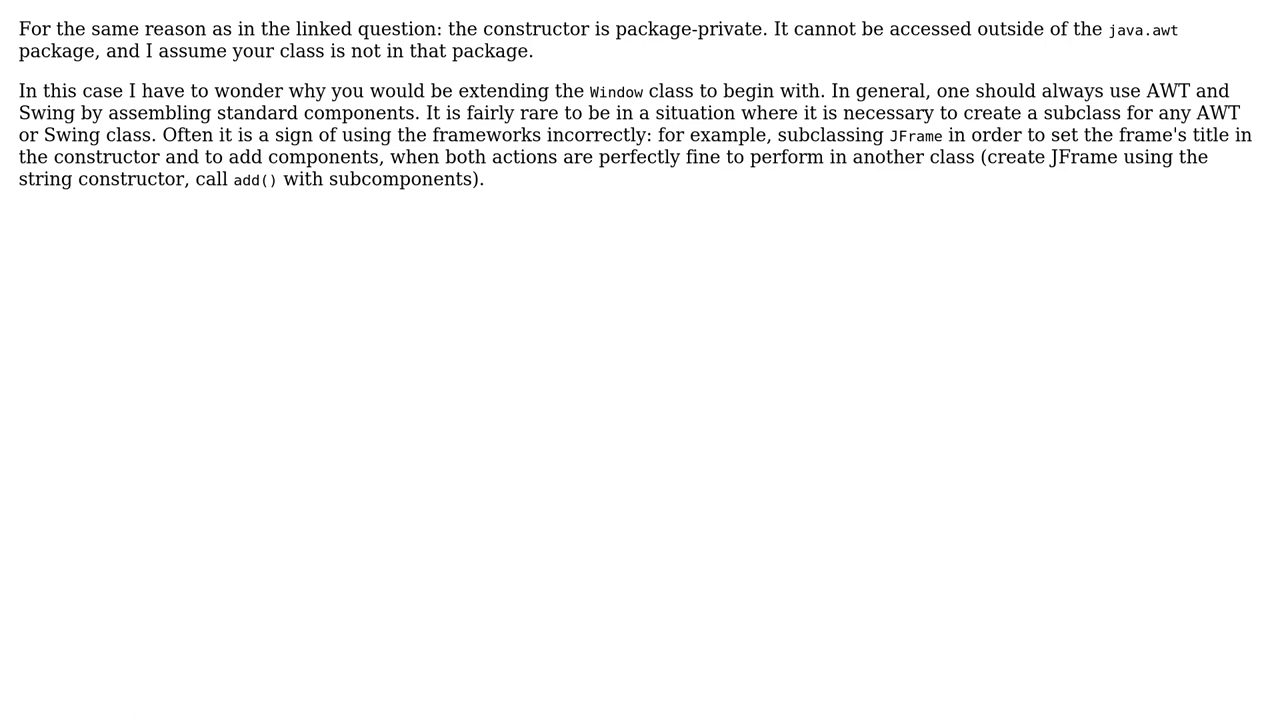 For the same reason as in the linked question: the constructor is package-private. It cannot be accessed outside of the java.awt
package, and I assume your class is not in that package.
In this case I have to wonder why you would be extending the Window class to begin with. In general, one should always use AWT and
Swing by assembling standard components. It is fairly rare to be in a situation where it is necessary to create a subclass for any AWT
or Swing class. Often it is a sign of using the frameworks incorrectly: for example, subclassing JFrame in order to set the frame's title in
the constructor and to add components, when both actions are perfectly fine to perform in another class (create JFrame using the
string constructor, call add() with subcomponents).